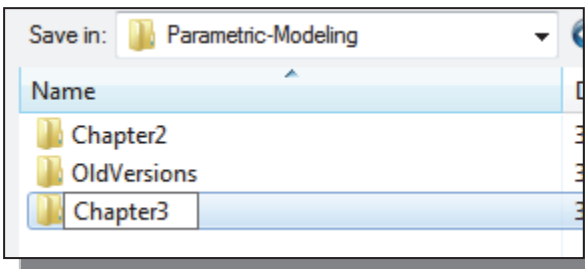 Save in: Parametric-Modeling
Name
Chapter2
OldVersions
Chapter3